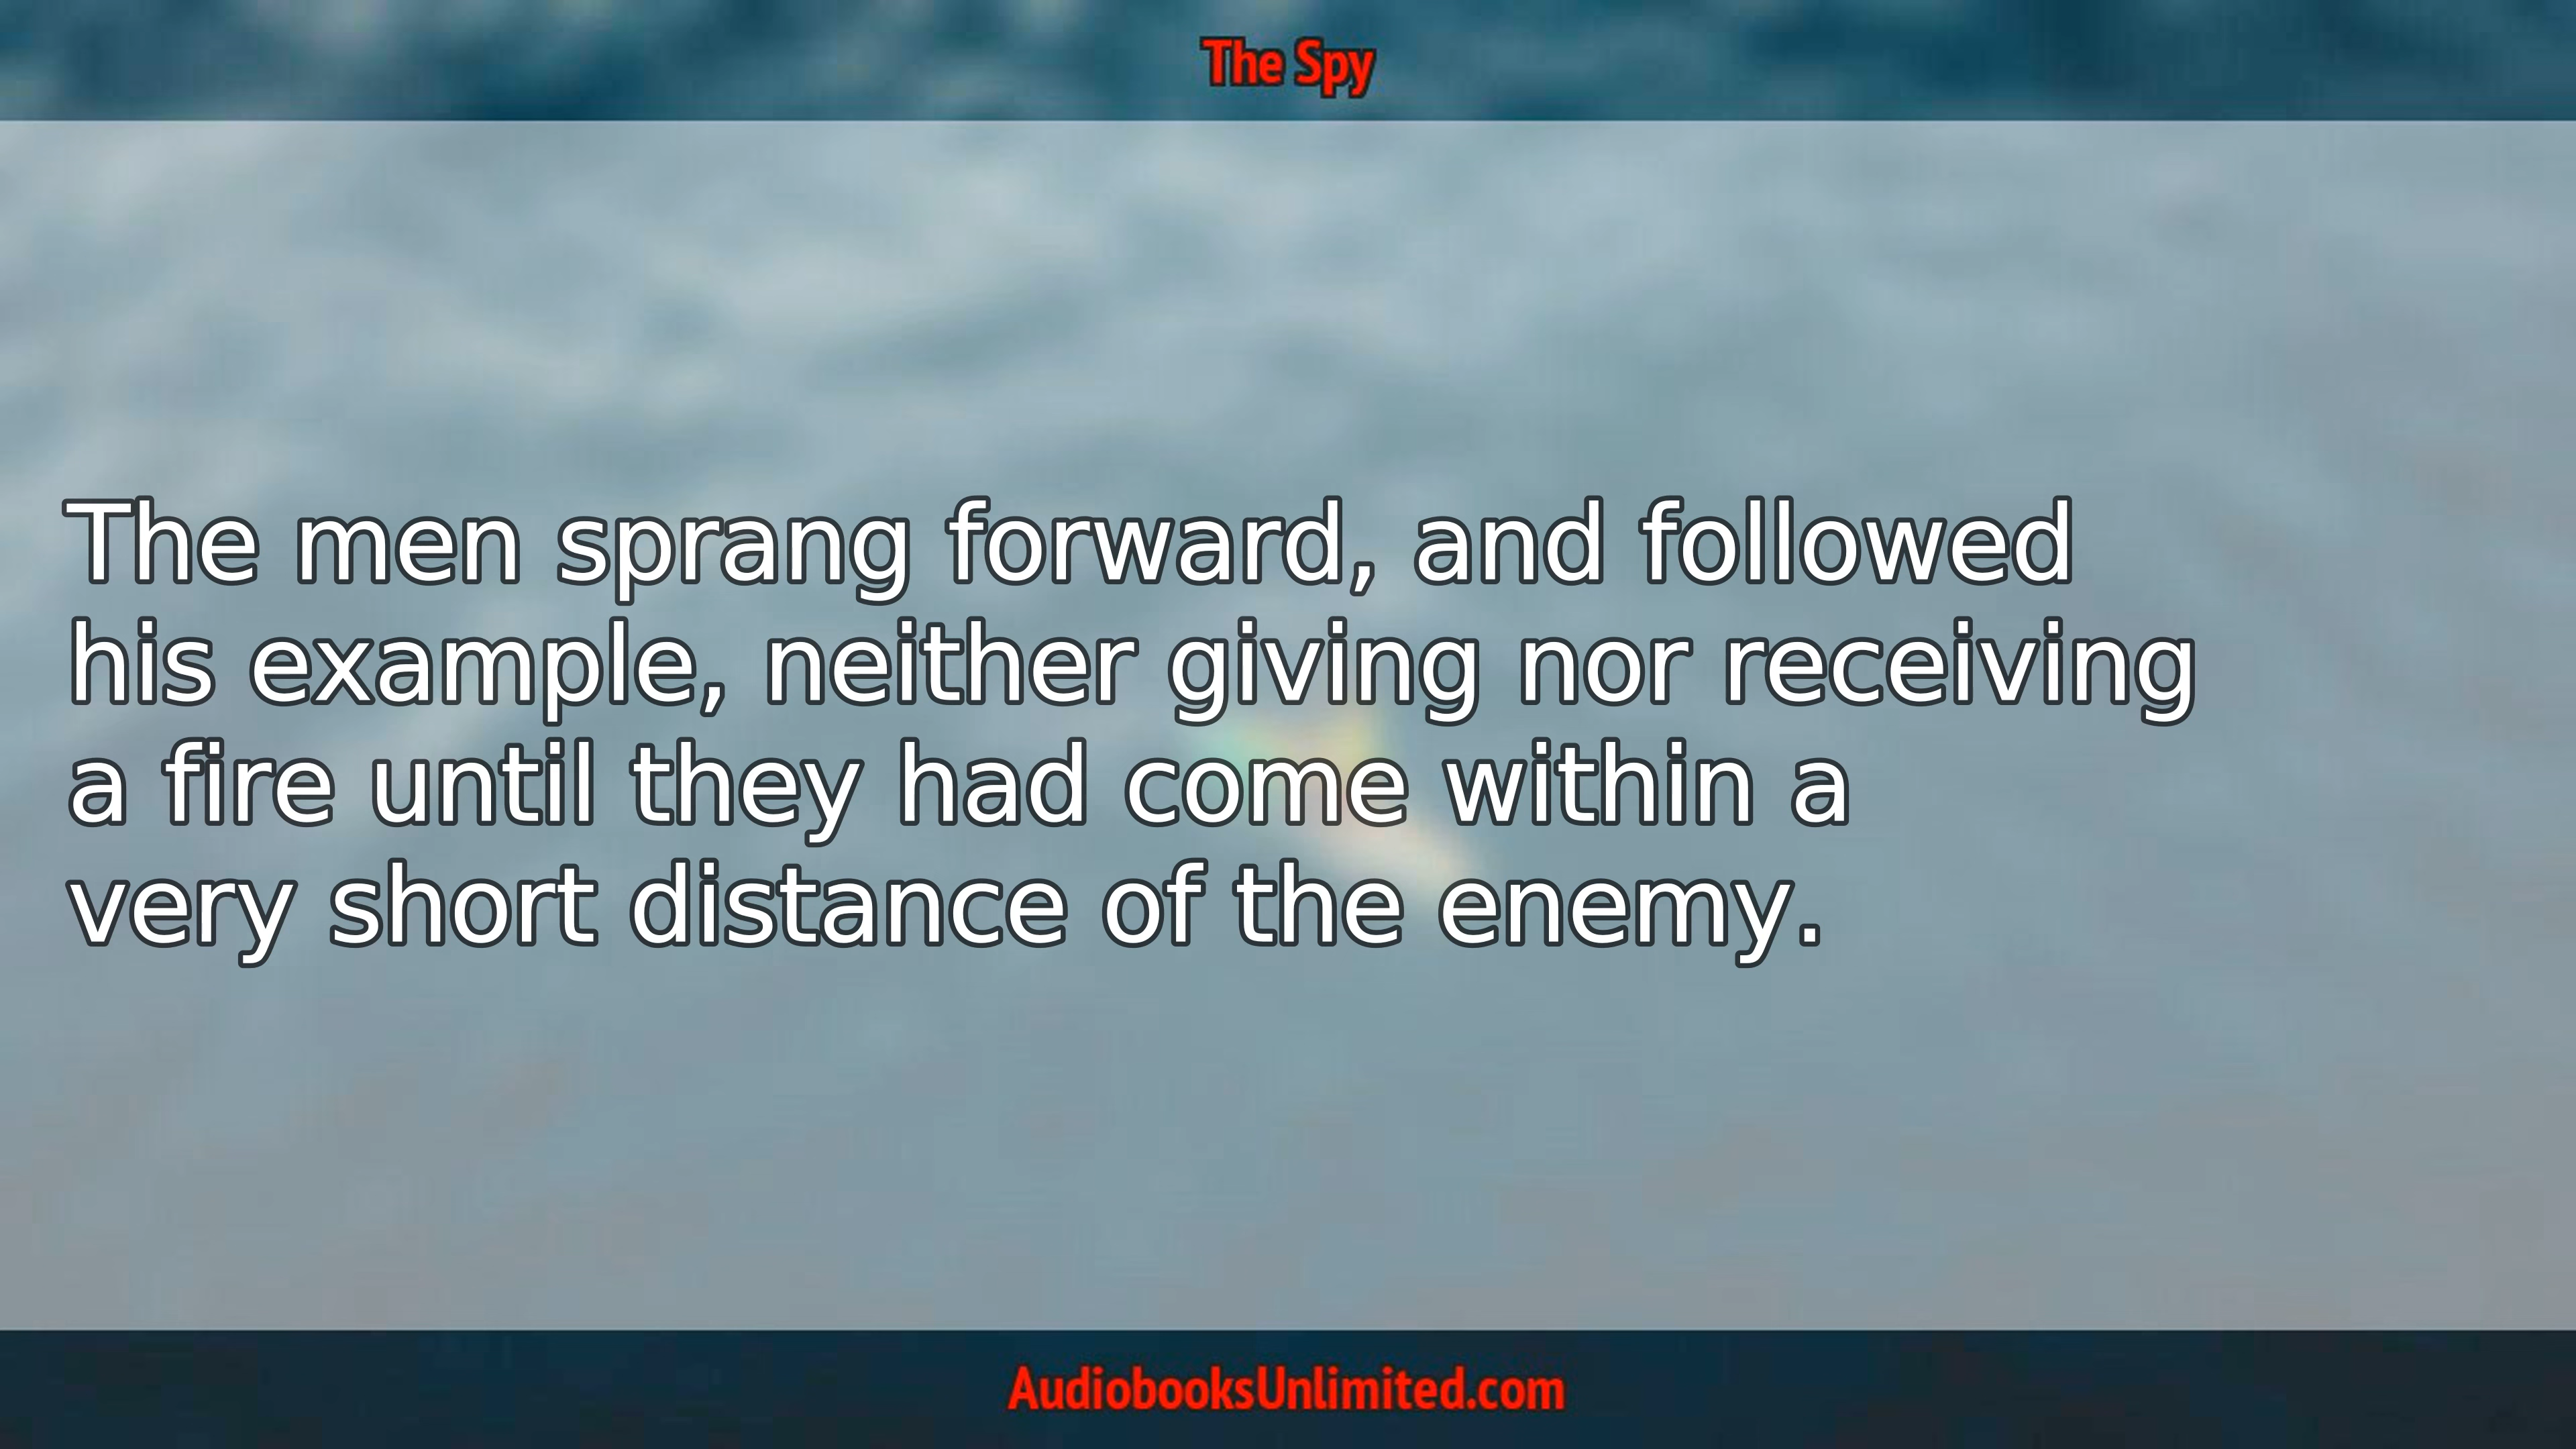 The Spy
The men sprang forward, and followed
his example, neither giving nor receiving
a fire until they had come within a
very short distance of the enemy.
AudiobooksUnlimited.com